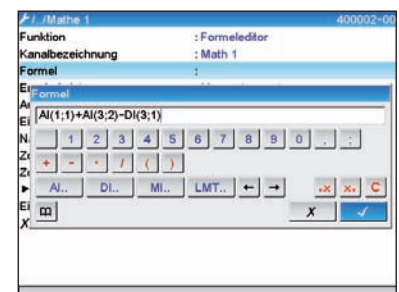 /../Mathe 1 400002-00
Funktion : Formeleditor
Kanalbezeichnung : Math 1
Formel :
Formel
AI(1;1)+AI(3;2)-DI(3;1)
1 2 3 4 5 6 7 8 9 0 . ;
+ - * / ( )
AI.. DI.. MI.. LMT.. ← → C
X ✓